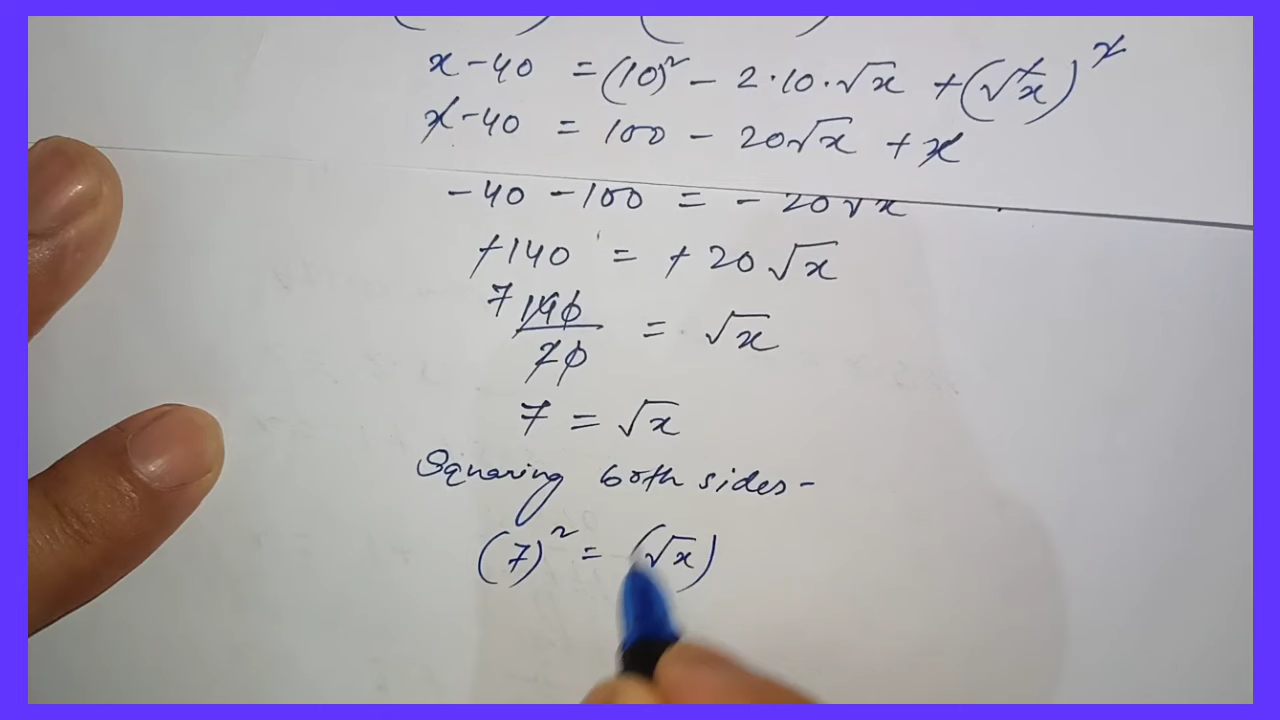 x - 40 = (10)² - 2·10·√x + (√x)²
x - 40 = 100 - 20√x + x
-40 - 100 = -20√x
+140 = +20√x
7 140/20 = √x
7 = √x
Squaring both sides -
(7)² = (√x)